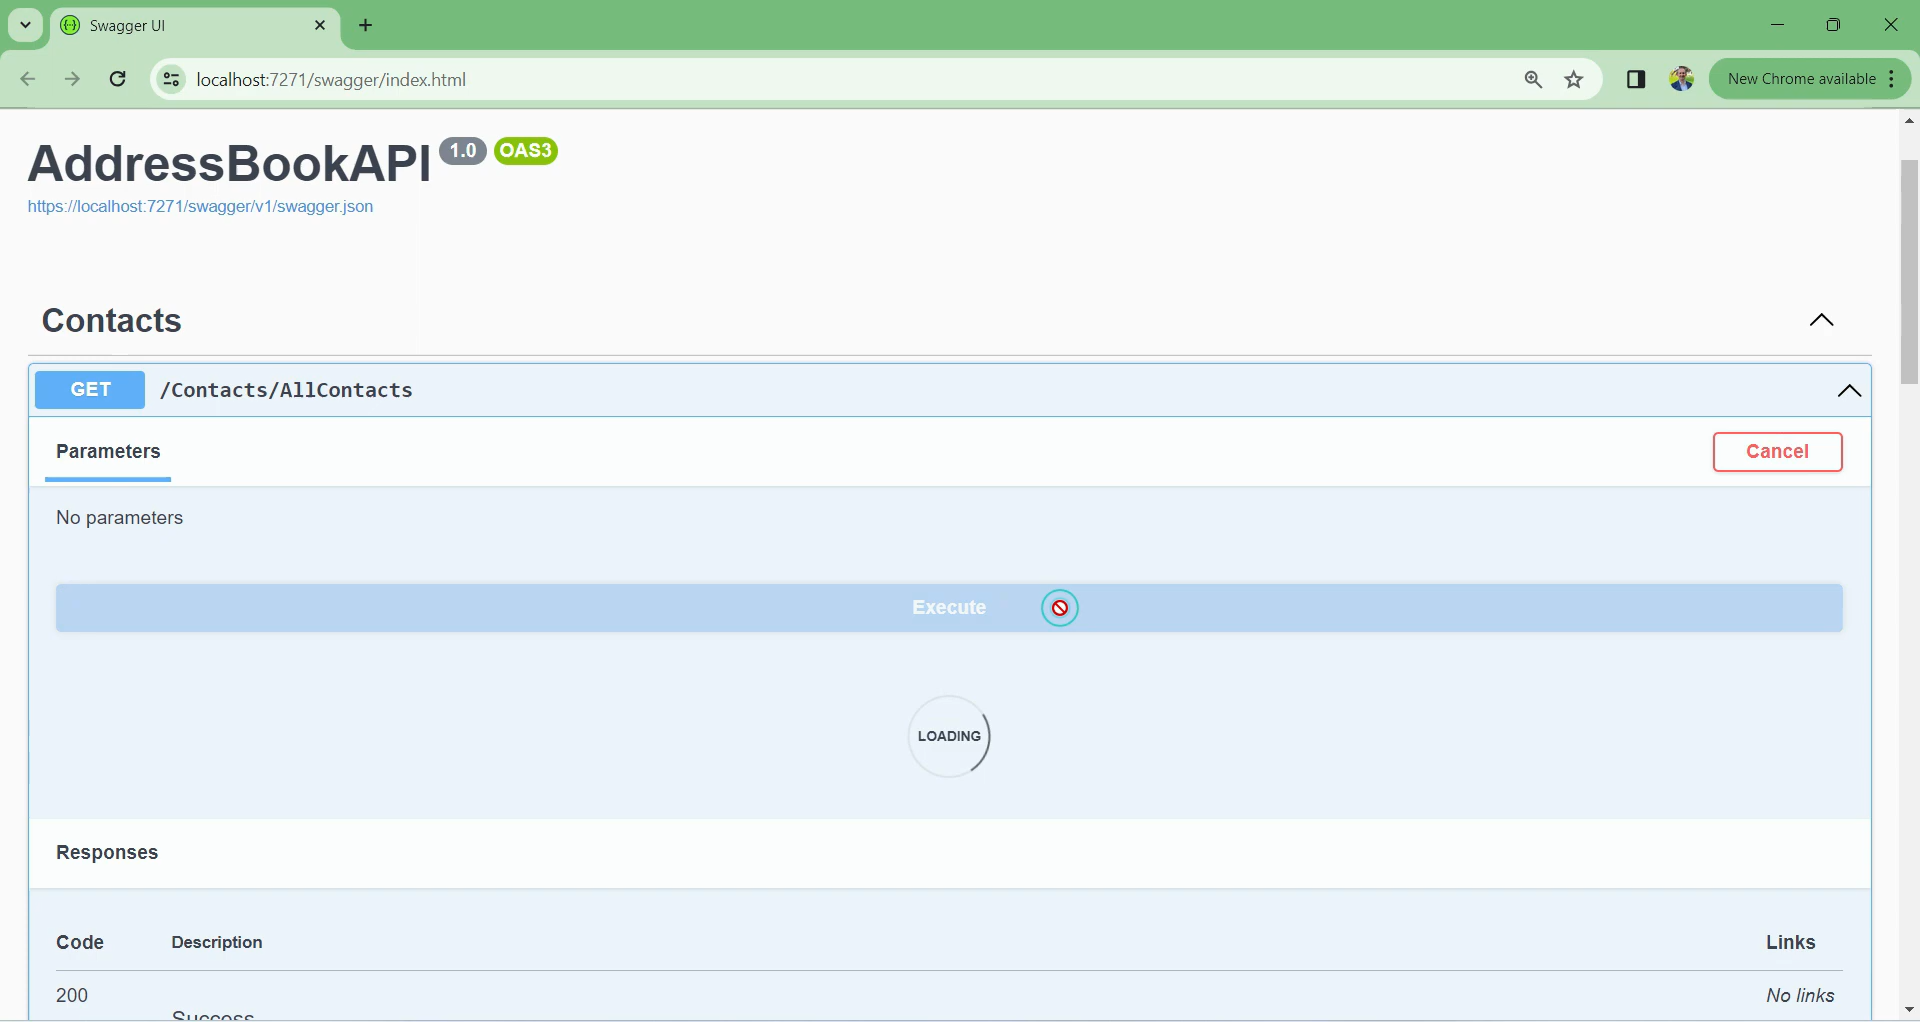 Swagger UI
localhost:7271/swagger/index.html
New Chrome available
AddressBookAPI 1.0 OAS3
https://localhost:7271/swagger/v1/swagger.json
Contacts
GET /Contacts/AllContacts
Parameters
Cancel
No parameters
Execute
LOADING
Responses
Code Description Links
200 No links
Success